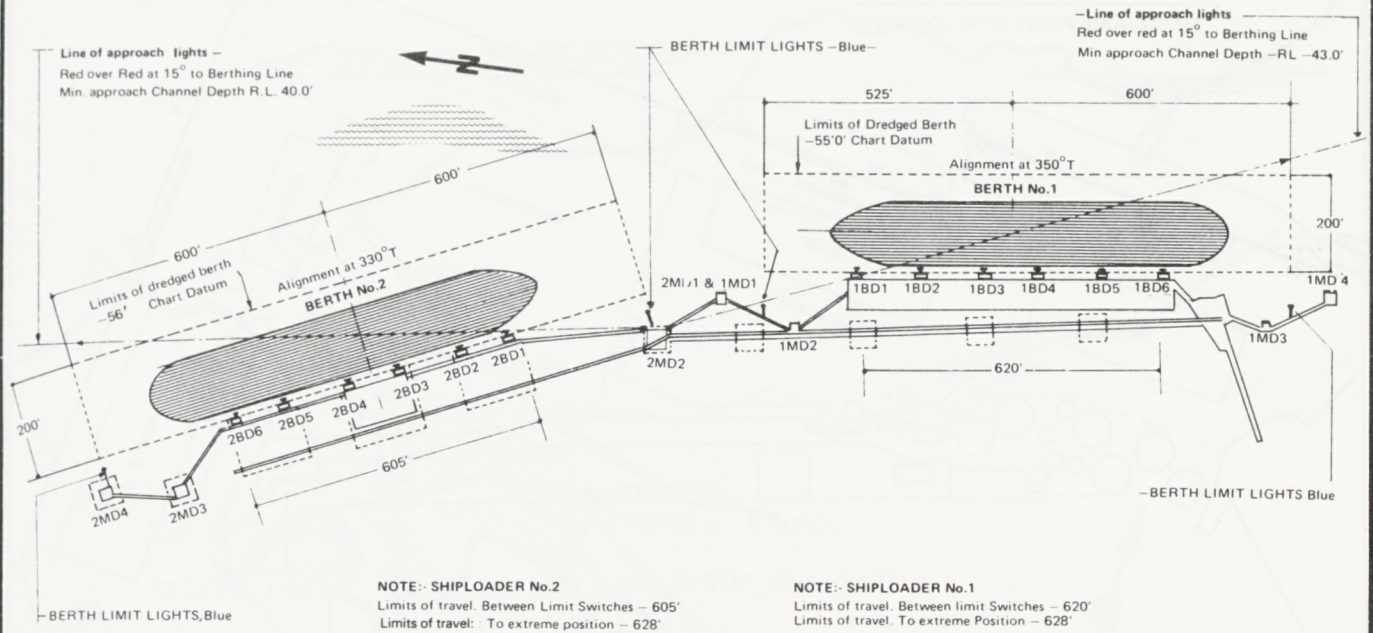 Line of approach lights –
Red over Red at 15° to Berthing Line
Min. approach Channel Depth R.L. 40.0'
N
BERTH LIMIT LIGHTS –Blue–
–Line of approach lights
Red over red at 15° to Berthing Line
Min approach Channel Depth –RL –43.0'
525'
600'
Limits of Dredged Berth
–55'0' Chart Datum
Alignment at 350°T
BERTH No.1
200'
1BD1
1BD2
1BD3
1BD4
1BD5
1BD6
1MD 4
1MD3
1MD2
620'
–BERTH LIMIT LIGHTS Blue
600'
600'
Limits of dredged berth
–56' Chart Datum
Alignment at 330°T
BERTH No.2
200'
& 1MD1
2MD2
2BD1
2BD2
2BD3
2BD4
2BD5
2BD6
605'
2MD3
2MD4
–BERTH LIMIT LIGHTS, Blue
NOTE:- SHIPLOADER No.2
Limits of travel. Between Limit Switches – 605'
Limits of travel: To extreme position – 628'
NOTE:- SHIPLOADER No.1
Limits of travel. Between limit Switches – 620'
Limits of travel. To extreme Position – 628'